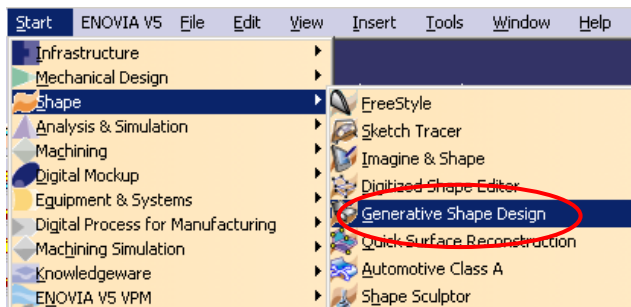 Start ENOVIA V5 File Edit View Insert Tools Window Help
Infrastructure
Mechanical Design
Shape
Analysis & Simulation
Machining
Digital Mockup
Equipment & Systems
Digital Process for Manufacturing
Machining Simulation
Knowledgeware
ENOVIA V5 VPM
FreeStyle
Sketch Tracer
Imagine & Shape
Digitized Shape Editor
Generative Shape Design
Quick Surface Reconstruction
Automotive Class A
Shape Sculptor